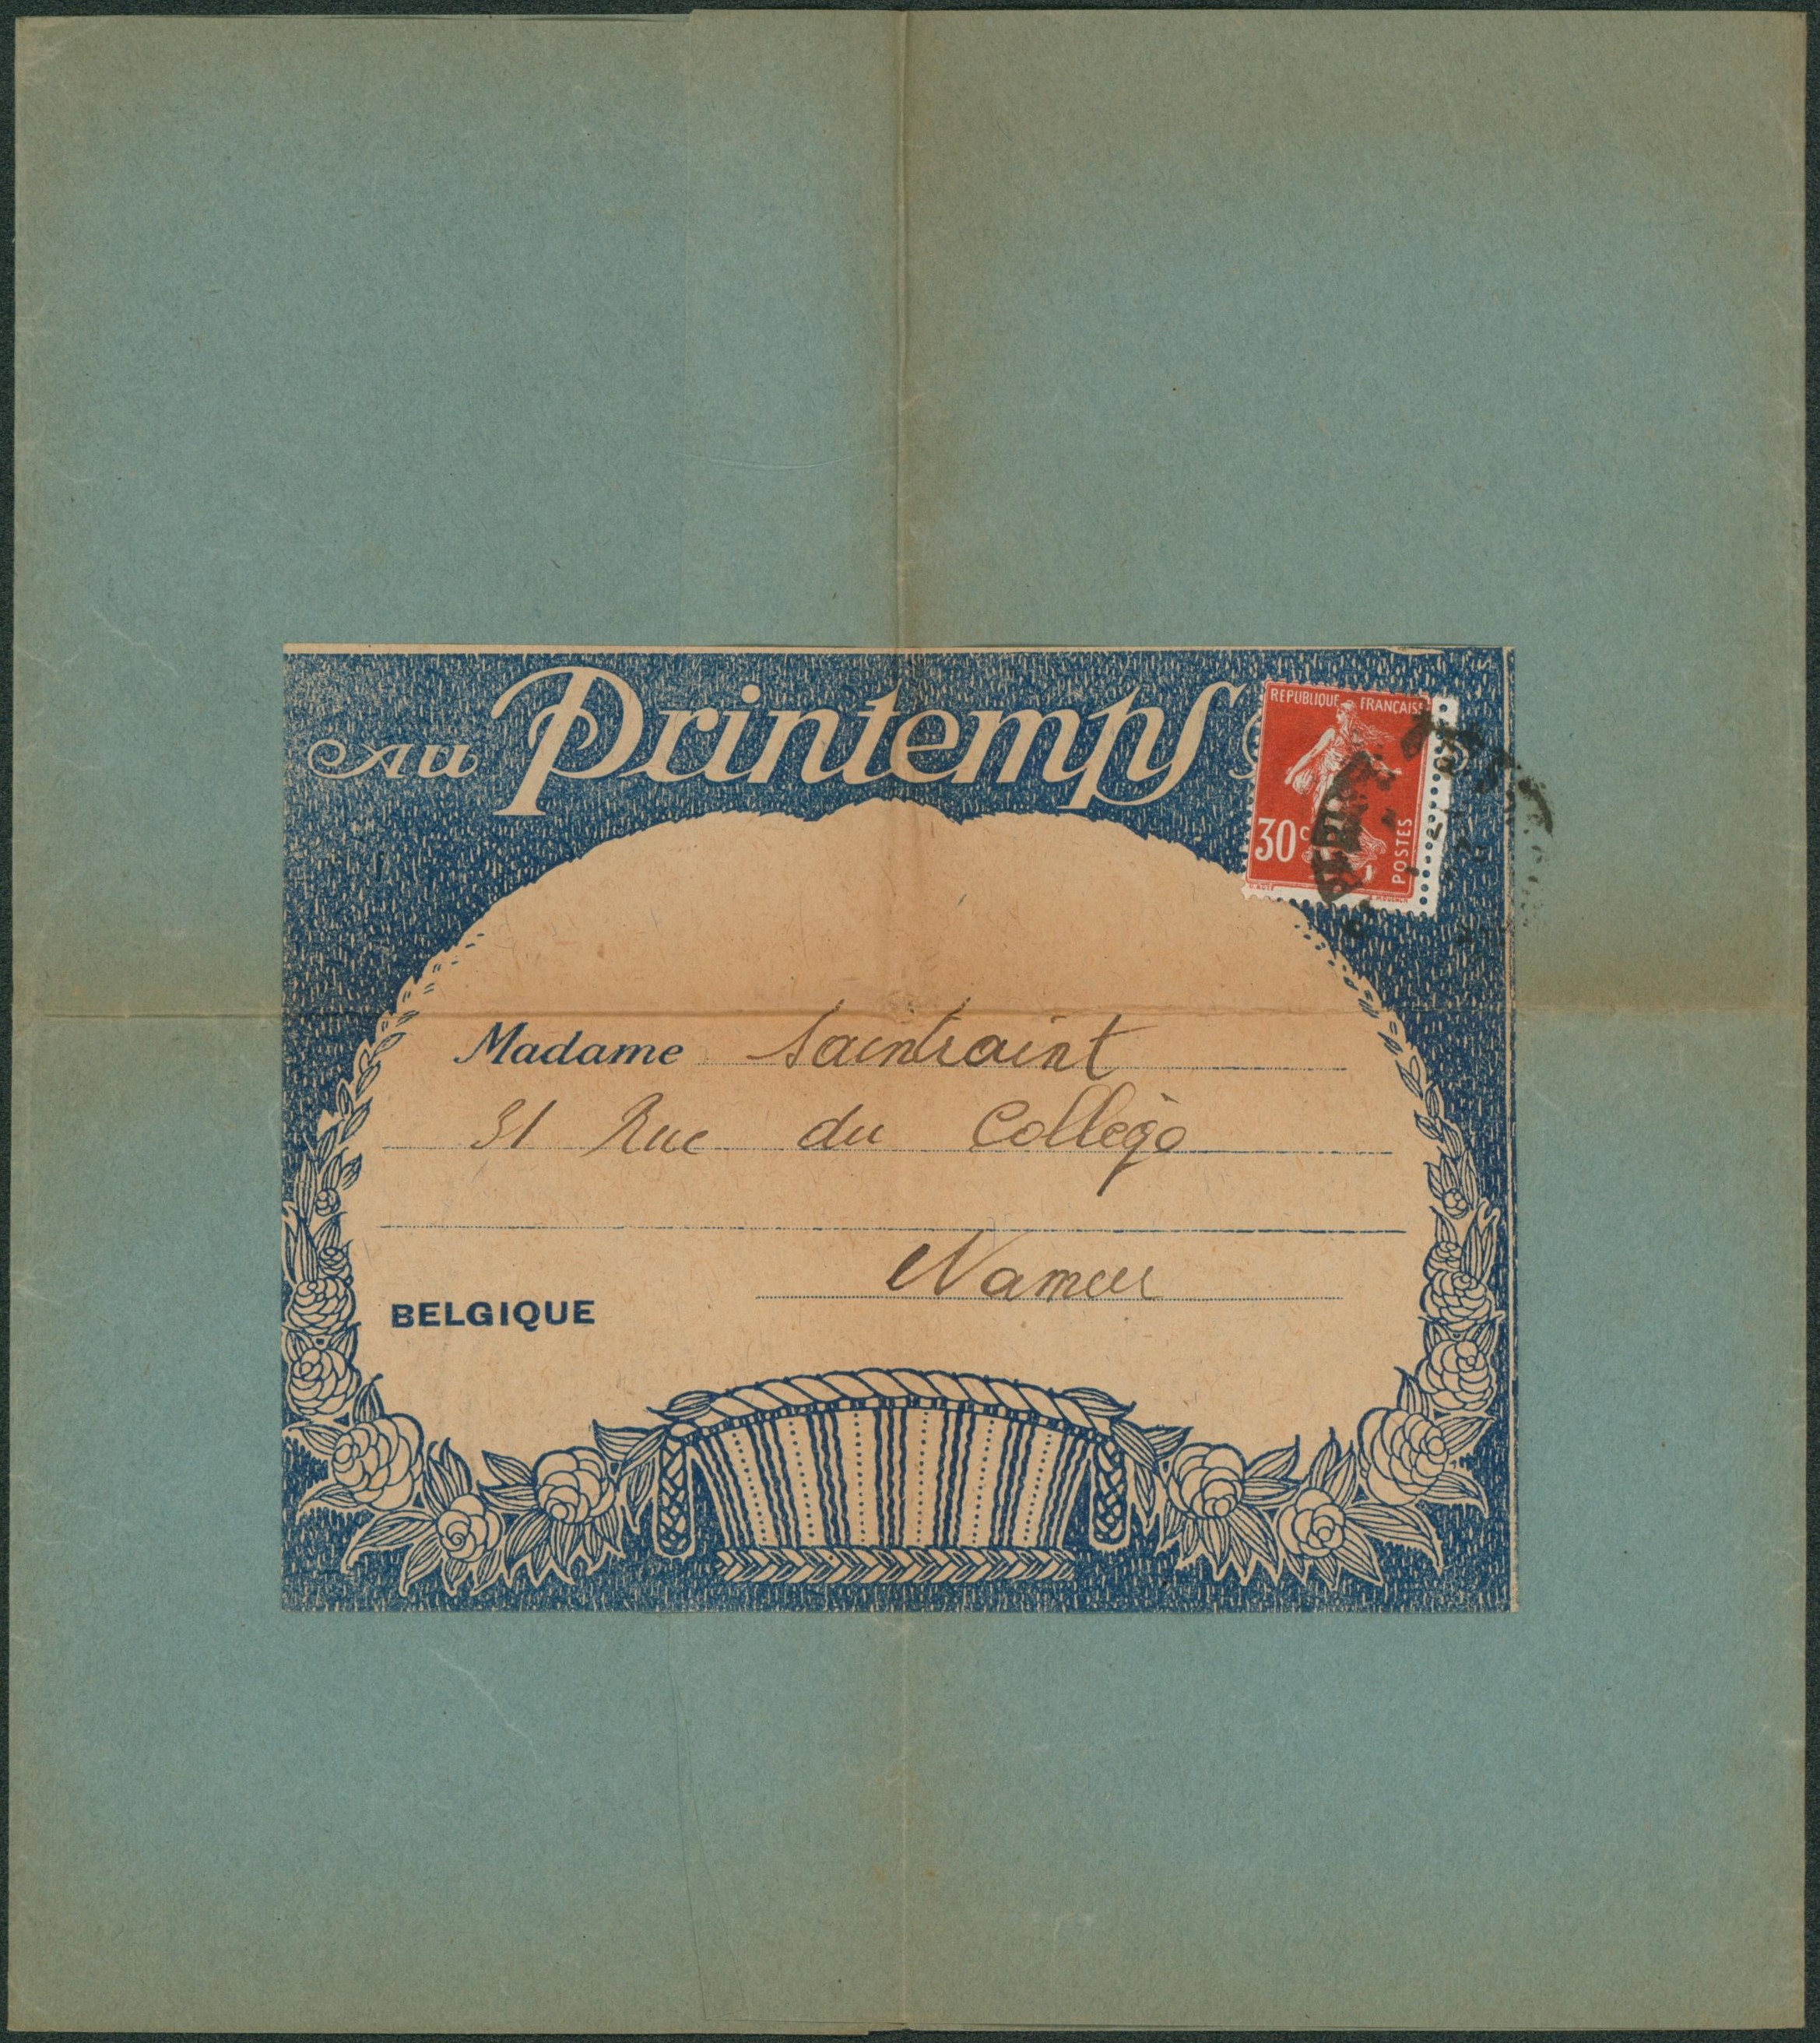 Au Printemps
REPUBLIQUE FRANÇAISE
30c
POSTES
Madame Saintraint
31 Rue du Collège
Namur
BELGIQUE